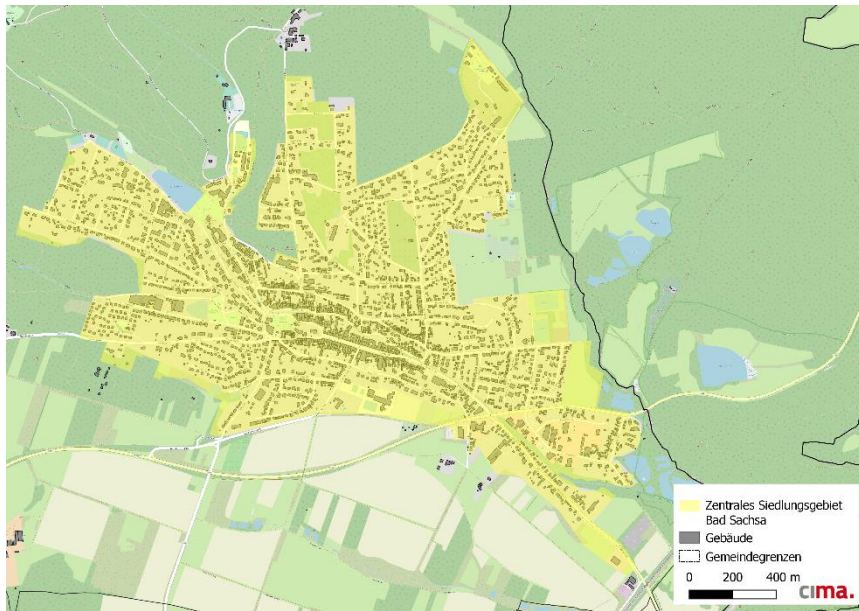 Zentrales Siedlungsgebiet
Bad Sachsa
Gebäude
Gemeindegrenzen
0 200 400 m
cima.